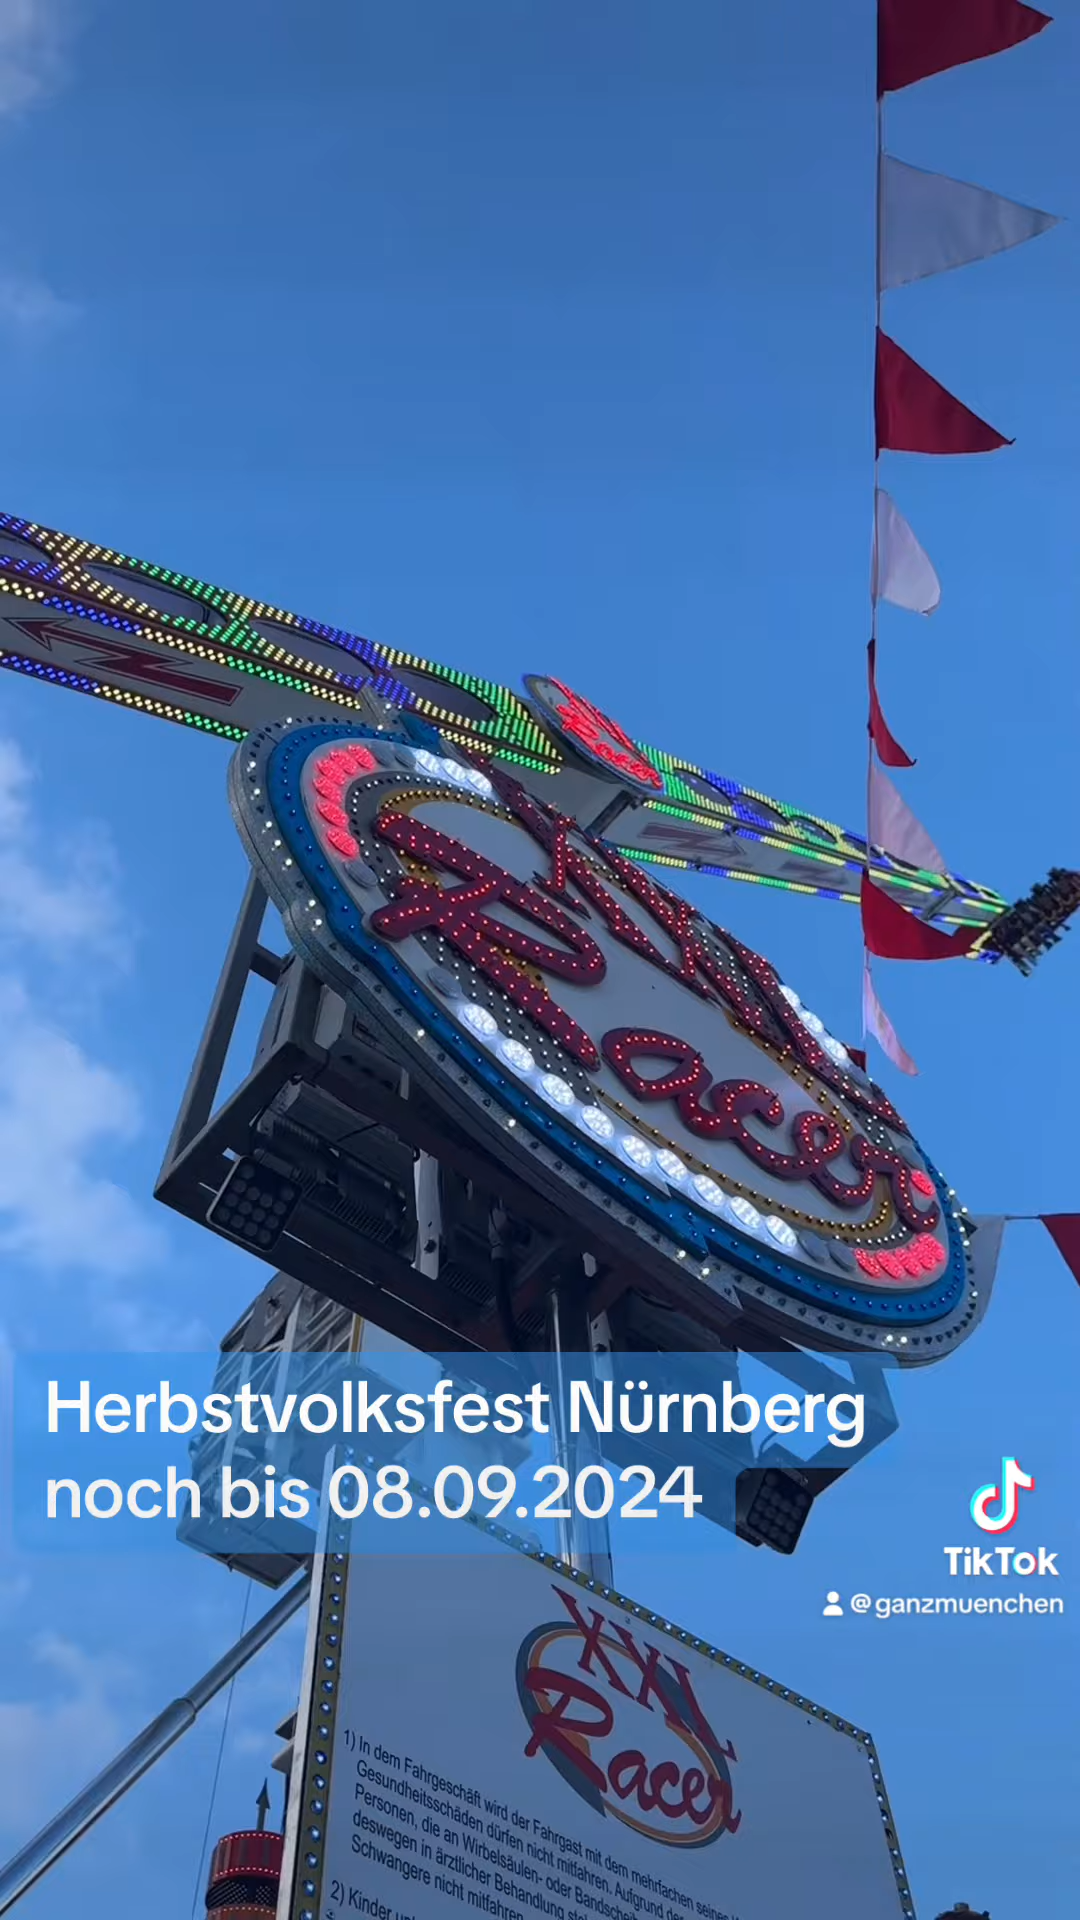 Racer
XXL
Racer
Herbstvolksfest Nürnberg
noch bis 08.09.2024
TikTok
@ganzmuenchen
XXL
Racer
1) In dem Fahrgeschäft wird der Fahrgast mit dem mehrfachen seines
Gesundheitsschäden dürfen nicht mitfahren. Aufgrund der
Personen, die an Wirbelsäulen- oder
deswegen in ärztlicher Behandlung
Schwangere nicht mitfahren
2) Kinder